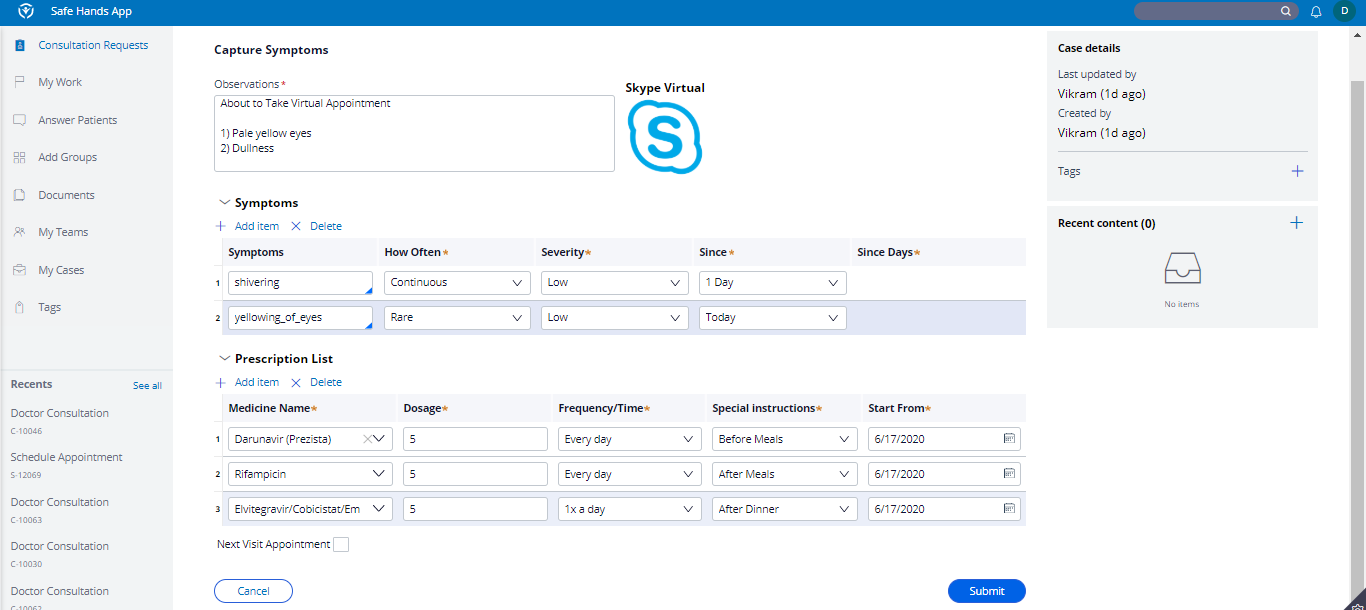 Safe Hands App
D
Consultation Requests
My Work
Answer Patients
Add Groups
Documents
My Teams
My Cases
Tags
Recents See all
Doctor Consultation
C-10046
Schedule Appointment
S-12069
Doctor Consultation
C-10063
Doctor Consultation
C-10030
Doctor Consultation
C-10062
Capture Symptoms
Observations*
About to Take Virtual Appointment
1) Pale yellow eyes
2) Dullness
Skype Virtual
S
Symptoms
+ Add item X Delete
Symptoms How Often* Severity* Since* Since Days*
1 shivering Continuous Low 1 Day
2 yellowing_of_eyes Rare Low Today
Prescription List
+ Add item X Delete
Medicine Name* Dosage* Frequency/Time* Special instructions* Start From*
1 Darunavir (Prezista) 5 Every day Before Meals 6/17/2020
2 Rifampicin 5 Every day After Meals 6/17/2020
3 Elvitegravir/Cobicistat/Em 5 1x a day After Dinner 6/17/2020
Next Visit Appointment
Cancel Submit
Case details
Last updated by
Vikram (1d ago)
Created by
Vikram (1d ago)
Tags +
Recent content (0) +
No items